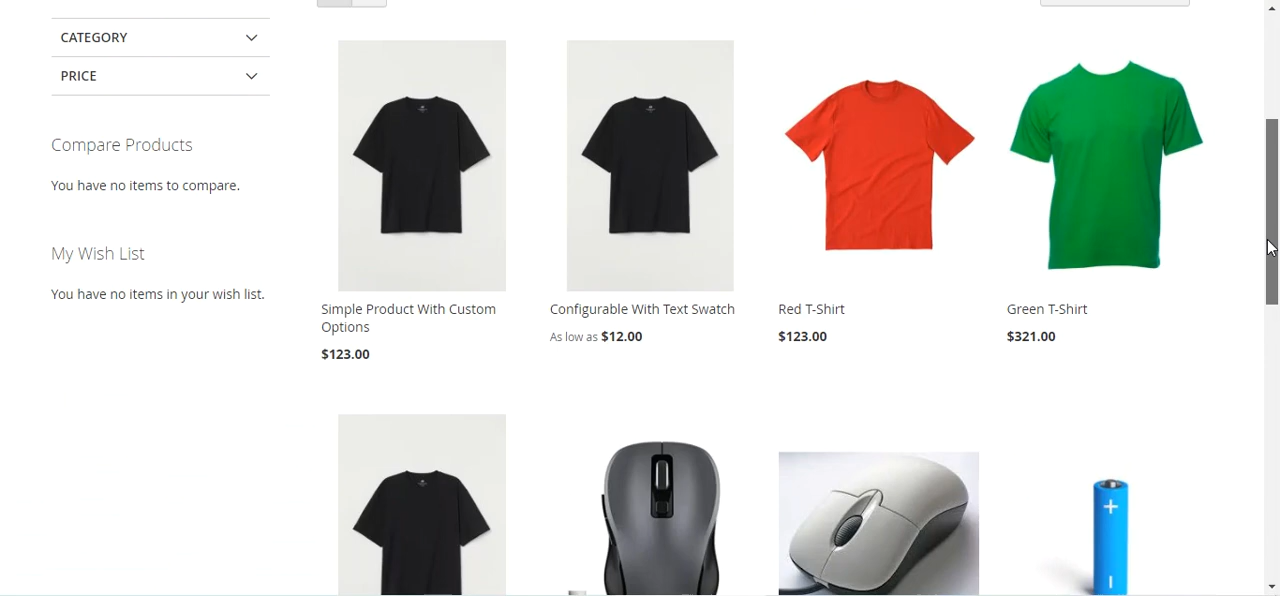 CATEGORY
PRICE
Compare Products
You have no items to compare.
My Wish List
You have no items in your wish list.
Simple Product With Custom
Options
$123.00
Configurable With Text Swatch
As low as $12.00
Red T-Shirt
$123.00
Green T-Shirt
$321.00